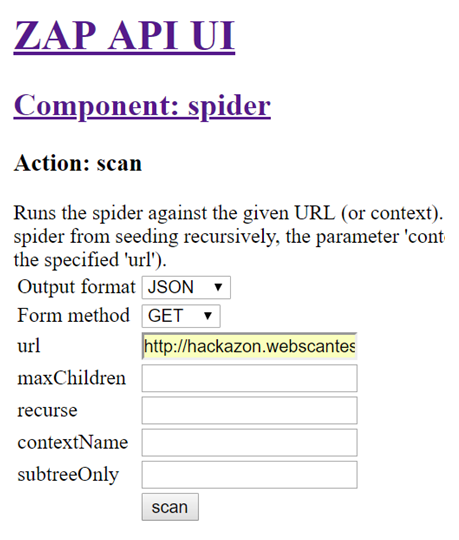 ZAP API UI
Component: spider
Action: scan
Runs the spider against the given URL (or context).
spider from seeding recursively, the parameter 'cont
the specified 'url').
Output format JSON
Form method GET
url http://hackazon.webscantes
maxChildren
recurse
contextName
subtreeOnly
scan